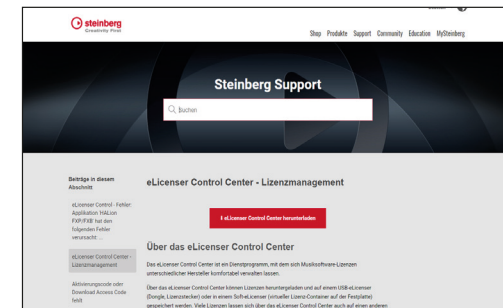 steinberg
Creativity First
Shop Produkte Support Community Education MySteinberg
Steinberg Support
Suchen
Beiträge in diesem
Abschnitt
eLicenser Control - Fehler:
Applikation 'HALion
FXP/FXB' hat den
folgenden Fehler
verursacht ...
eLicenser Control Center -
Lizenzmanagement
Aktivierungscode oder
Download Access Code
fehlt
eLicenser Control Center - Lizenzmanagement
eLicenser Control Center herunterladen
Über das eLicenser Control Center
Das eLicenser Control Center ist ein Dienstprogramm, mit dem sich Musiksoftware-Lizenzen
unterschiedlicher Hersteller komfortabel verwalten lassen.
Über das eLicenser Control Center können Lizenzen heruntergeladen und auf einem USB-eLicenser
(Dongle, Lizenzstecker) oder in einem Soft-eLicenser (virtueller Lizenz-Container auf der Festplatte)
gespeichert werden. Viele Lizenzen lassen sich über das eLicenser Control Center auch auf einen anderen